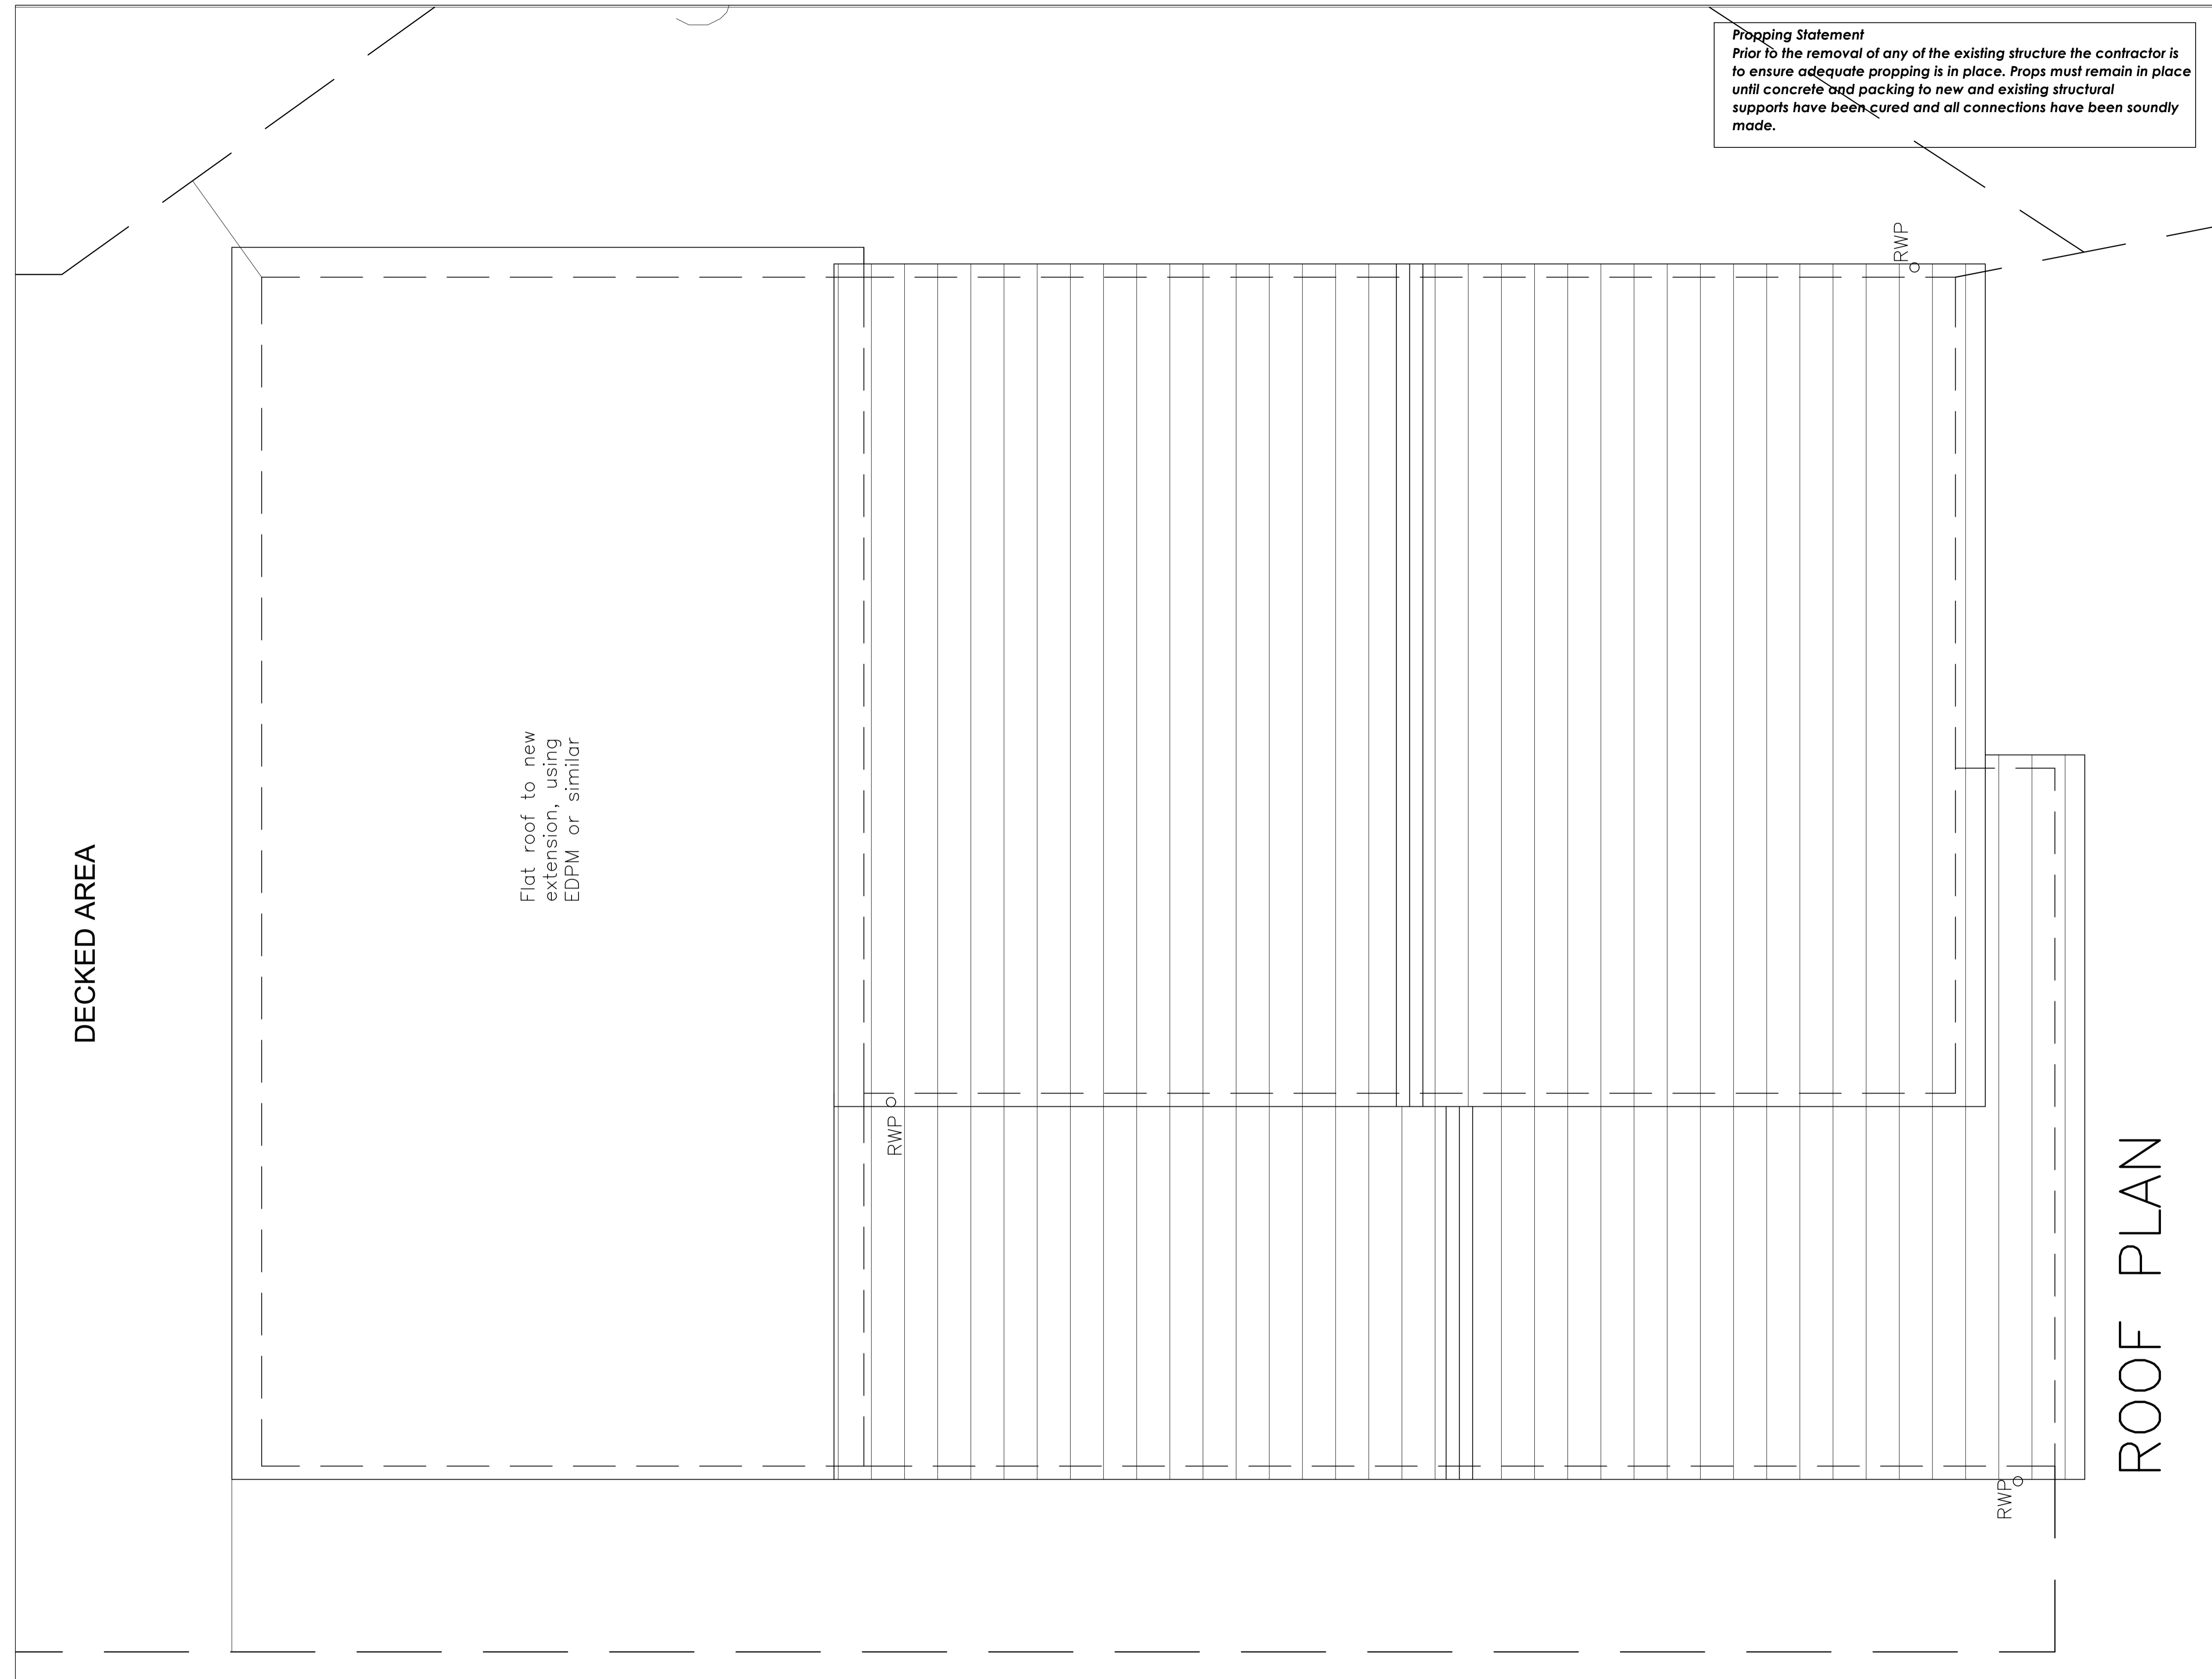 Propping Statement
Prior to the removal of any of the existing structure the contractor is
to ensure adequate propping is in place. Props must remain in place
until concrete and packing to new and existing structural
supports have been cured and all connections have been soundly
made.
RWP
Flat roof to new
extension, using
EDPM or similar
DECKED AREA
RWP
RWP
ROOF PLAN